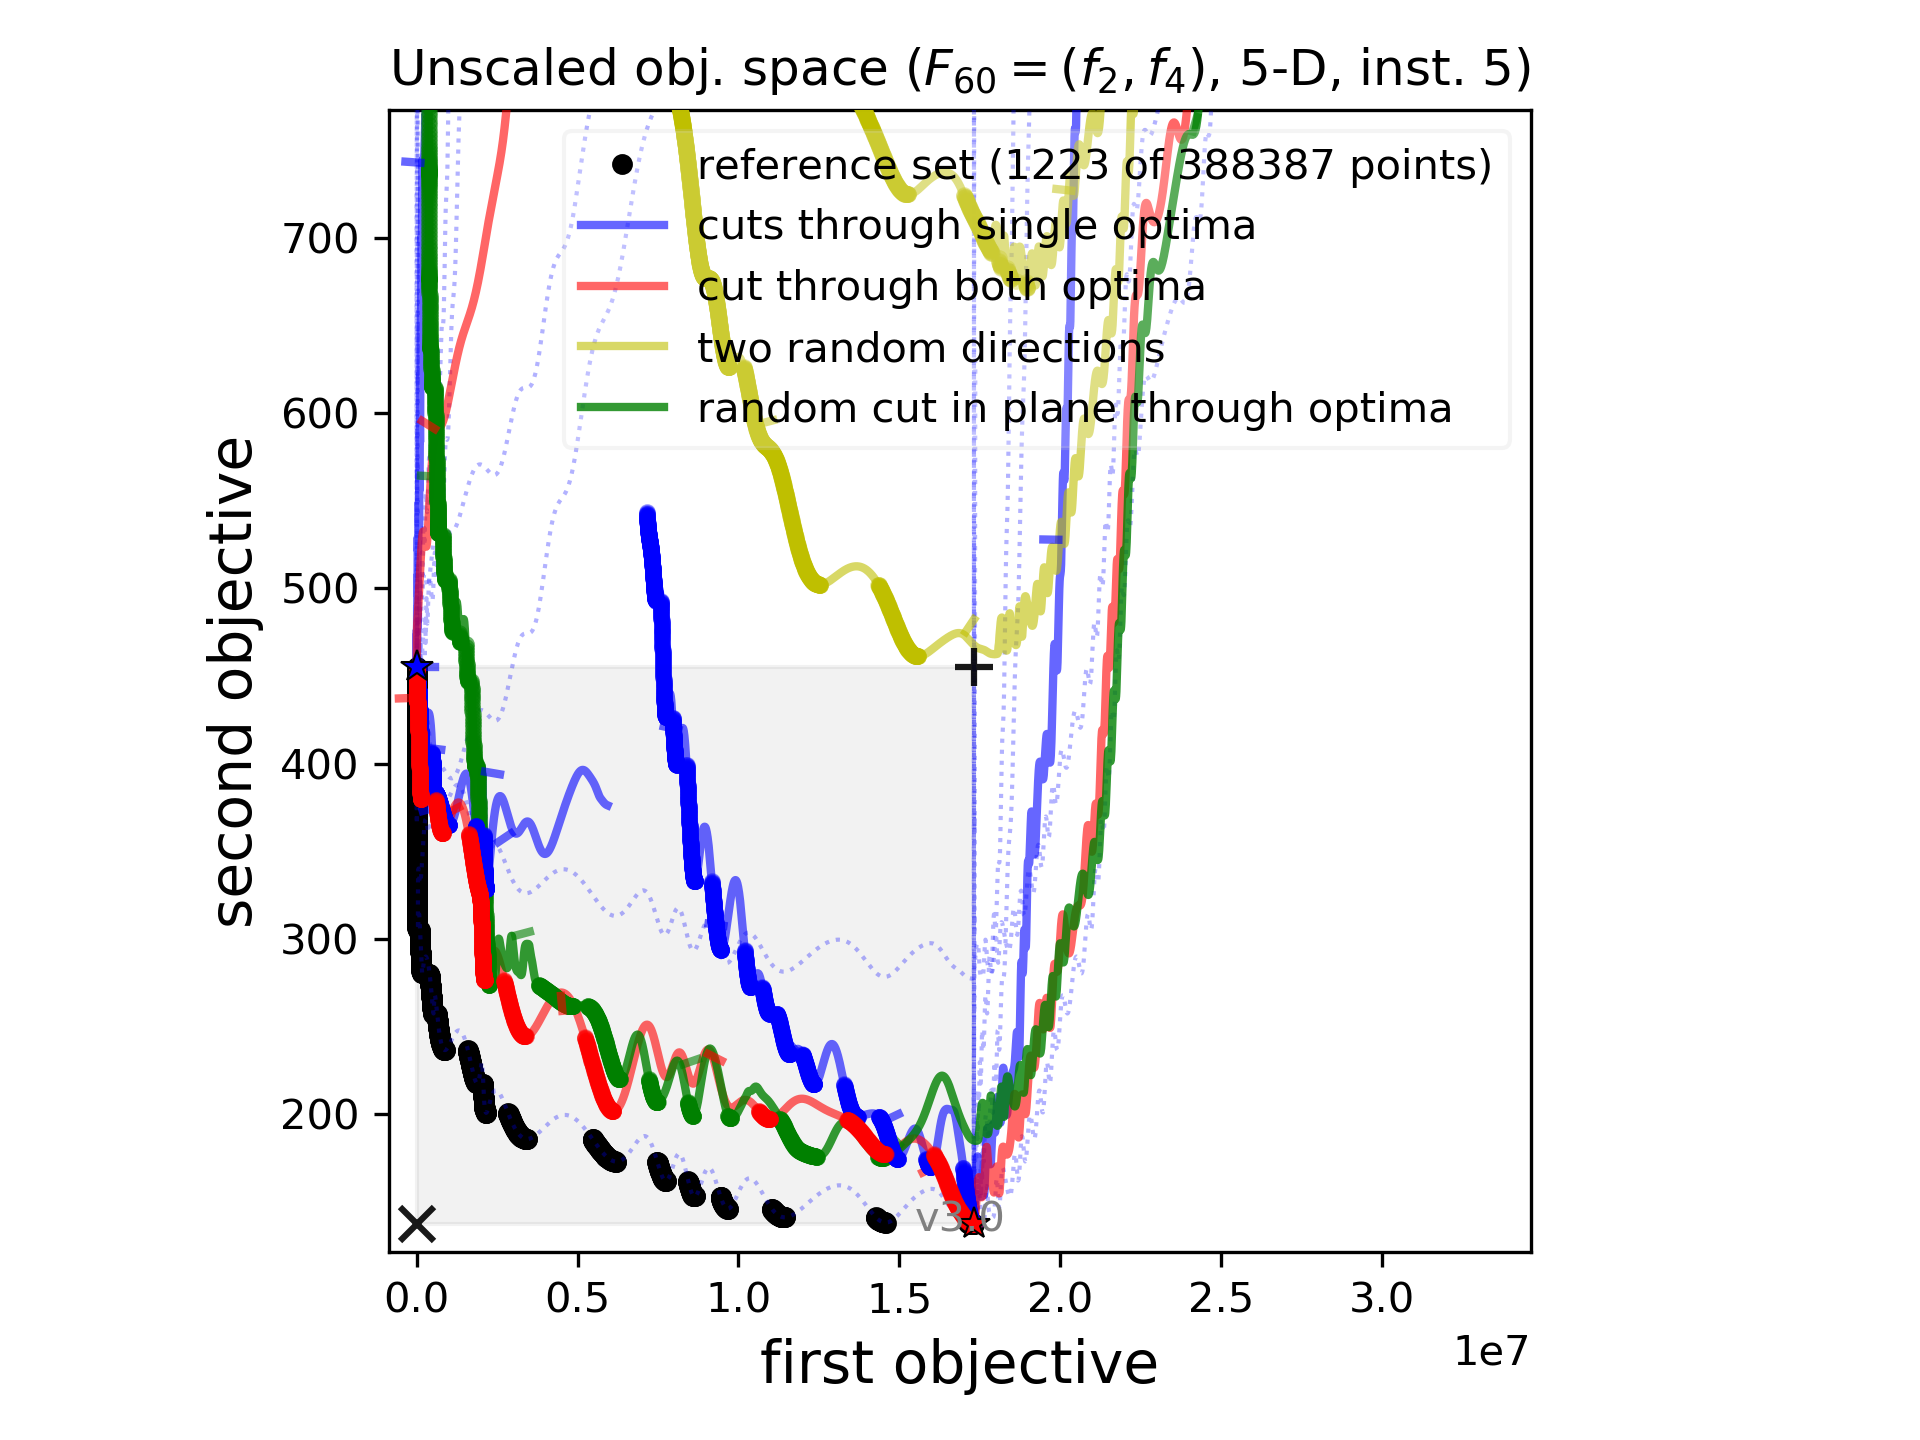 Unscaled obj. space (F60 = (f2, f4), 5-D, inst. 5)
reference set (1223 of 388387 points)
cuts through single optima
cut through both optima
two random directions
random cut in plane through optima
second objective
700
600
500
400
300
200
v3.0
0.0 0.5 1.0 1.5 2.0 2.5 3.0
1e7
first objective